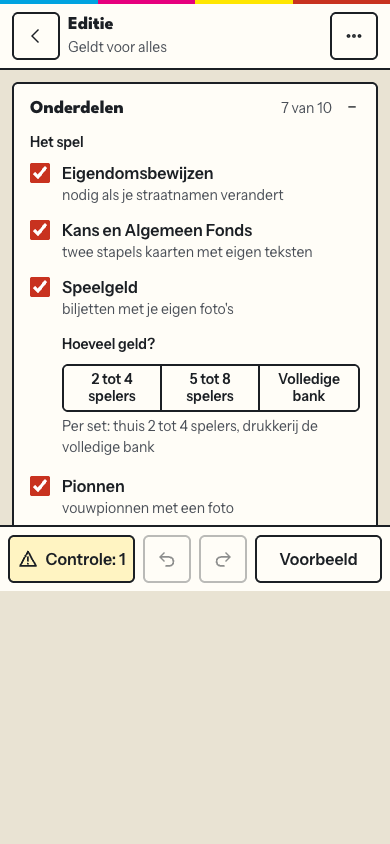 Editie
Geldt voor alles
Onderdelen
7 van 10
Het spel
Eigendomsbewijzen
nodig als je straatnamen verandert
Kans en Algemeen Fonds
twee stapels kaarten met eigen teksten
Speelgeld
biljetten met je eigen foto's
Hoeveel geld?
2 tot 4
spelers
5 tot 8
spelers
Volledige
bank
Per set: thuis 2 tot 4 spelers, drukkerij de
volledige bank
Pionnen
vouwpionnen met een foto
Controle: 1
Voorbeeld